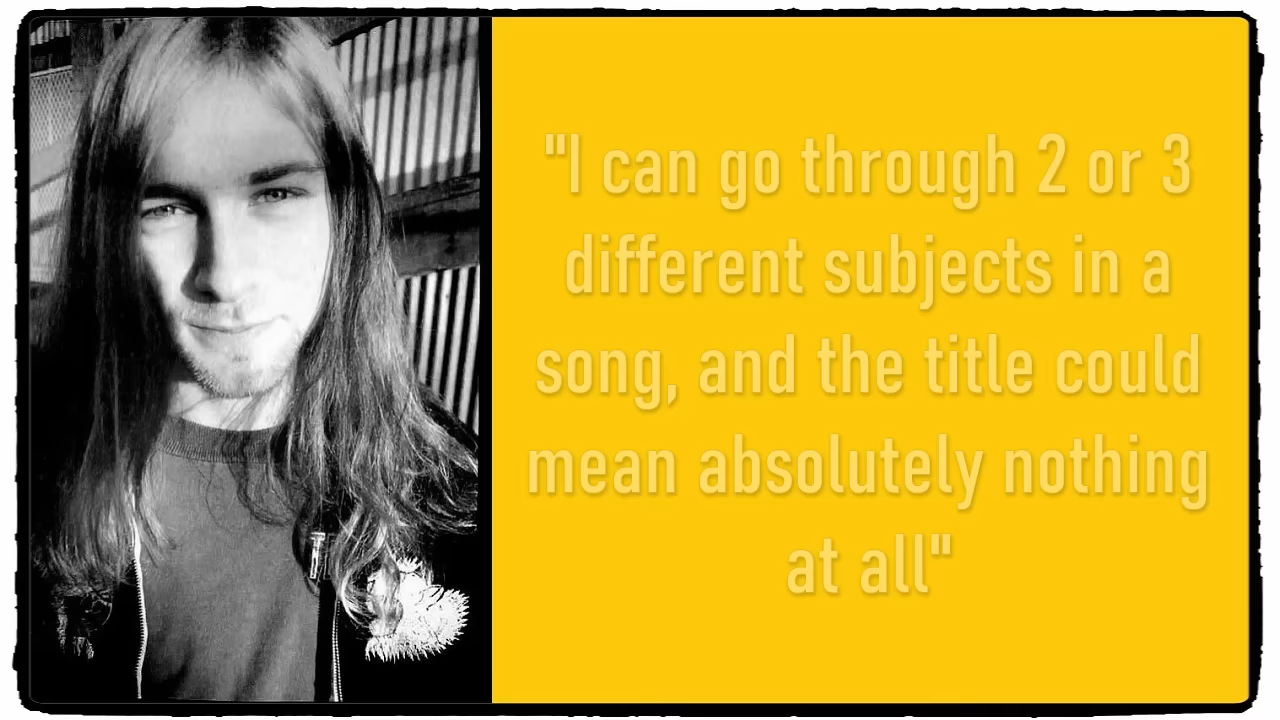 "I can go through 2 or 3
different subjects in a
song, and the title could
mean absolutely nothing
at all"